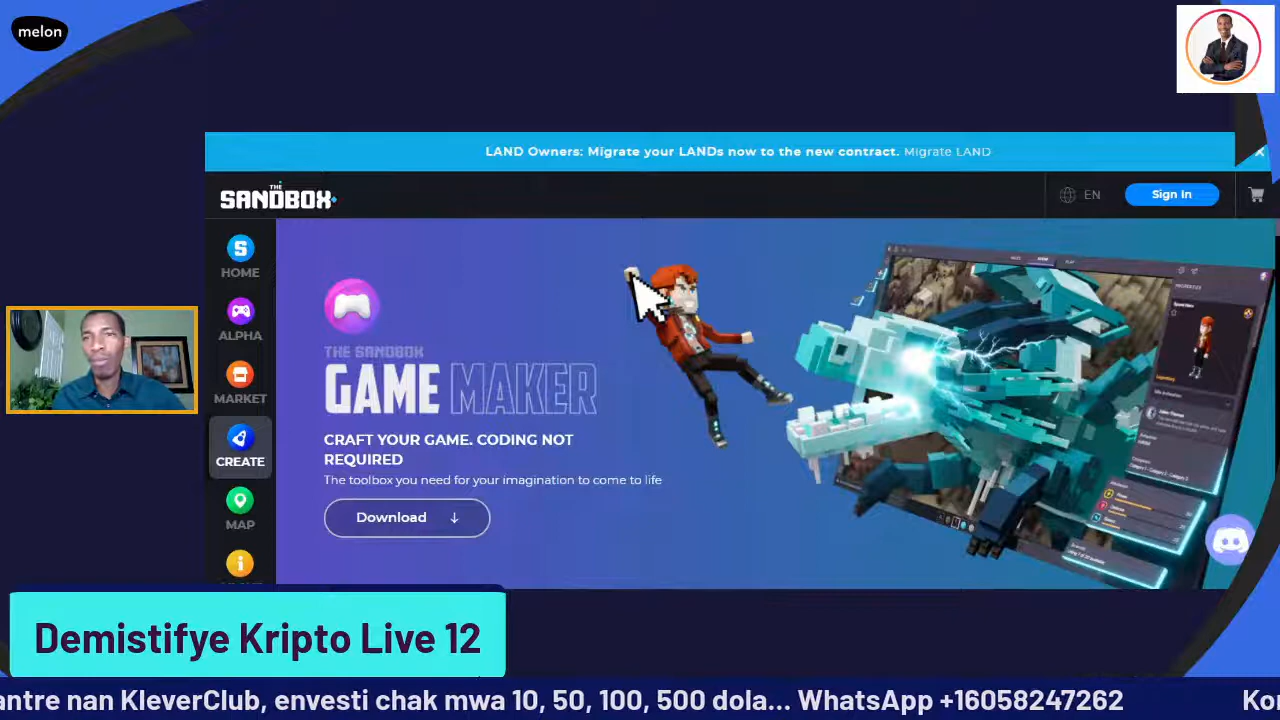 melon
LAND Owners: Migrate your LANDs now to the new contract. Migrate LAND
THE
SANDBOX
EN
Sign In
HOME
ALPHA
MARKET
CREATE
MAP
THE SANDBOX
GAME MAKER
CRAFT YOUR GAME. CODING NOT
REQUIRED
The toolbox you need for your imagination to come to life
Download
Demistifye Kripto Live 12
antre nan KleverClub, envesti chak mwa 10, 50, 100, 500 dola... WhatsApp +16058247262 Kor